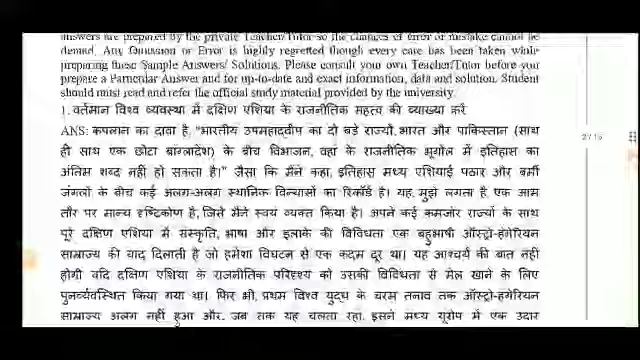 answers are prepared by the private Teacher/Tutor so the chances of error or mistake cannot be
denied. Any Omission or Error is highly regretted though every care has been taken while
preparing these Sample Answers/ Solutions. Please consult your own Teacher/Tutor before you
prepare a Particular Answer and for up-to-date and exact information, data and solution. Student
should must read and refer the official study material provided by the university.
1. वर्तमान विश्व व्यवस्था में दक्षिण एशिया के राजनीतिक महत्व की व्याख्या करें
ANS: कपलान का दावा है, "भारतीय उपमहाद्वीप का दो बड़े राज्यों, भारत और पाकिस्तान (साथ
ही साथ एक छोटा बांग्लादेश) के बीच विभाजन, वहां के राजनीतिक भूगोल में इतिहास का
अंतिम शब्द नहीं हो सकता है।" जैसा कि मैंने कहा, इतिहास मध्य एशियाई पठार और बर्मी
जंगलों के बीच कई अलग-अलग स्थानिक विन्यासों का रिकॉर्ड है। यह, मुझे लगता है एक आम
तौर पर मान्य दृष्टिकोण है, जिसे मैंने स्वयं व्यक्त किया है। अपने कई कमजोर राज्यों के साथ
पूरे दक्षिण एशिया में संस्कृति, भाषा और इलाके की विविधता एक बहुभाषी ऑस्ट्रो-हंगेरियन
साम्राज्य की याद दिलाती है जो हमेशा विघटन से एक कदम दूर था। यह आश्चर्य की बात नहीं
होगी यदि दक्षिण एशिया के राजनीतिक परिदृश्य को उसकी विविधता से मेल खाने के लिए
पुनर्व्यवस्थित किया गया था। फिर भी, प्रथम विश्व युद्ध के चरम तनाव तक ऑस्ट्रो-हंगेरियन
साम्राज्य अलग नहीं हुआ और, जब तक यह चलता रहा, इसने मध्य यूरोप में एक उदार
2/15